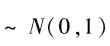 ~ N(0,1)